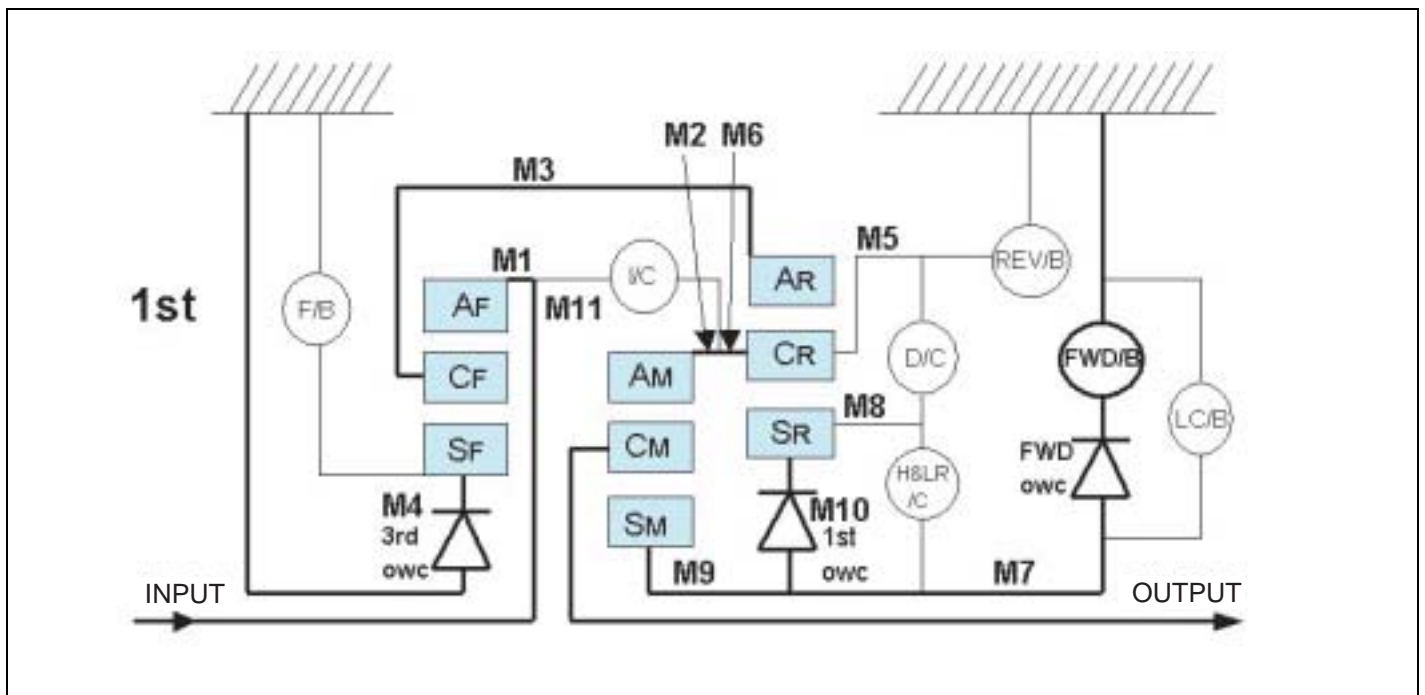 M2 M6
M3
M5
M1
I/C
REV/B
AR
1st
F/B
AF
M11
CR
D/C
FWD/B
CF
AM
M8
LC/B
SF
CM
SR
FWD
owc
H&LR
/C
M4
3rd
owc
SM
M10
1st
owc
M9
M7
INPUT
OUTPUT